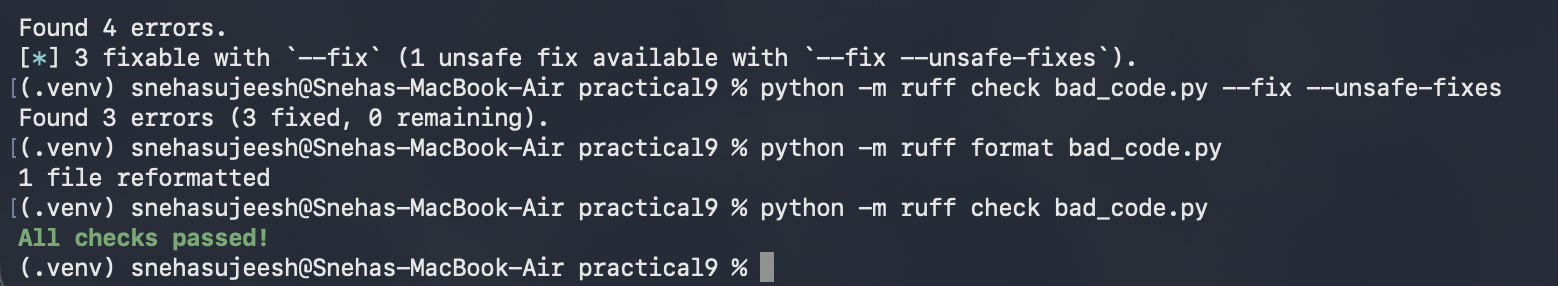 Found 4 errors.
[*] 3 fixable with `--fix` (1 unsafe fix available with `--fix --unsafe-fixes`).
[(.venv) snehasujeesh@Snehas-MacBook-Air practical9 % python -m ruff check bad_code.py --fix --unsafe-fixes
Found 3 errors (3 fixed, 0 remaining).
[(.venv) snehasujeesh@Snehas-MacBook-Air practical9 % python -m ruff format bad_code.py
1 file reformatted
[(.venv) snehasujeesh@Snehas-MacBook-Air practical9 % python -m ruff check bad_code.py
All checks passed!
(.venv) snehasujeesh@Snehas-MacBook-Air practical9 %